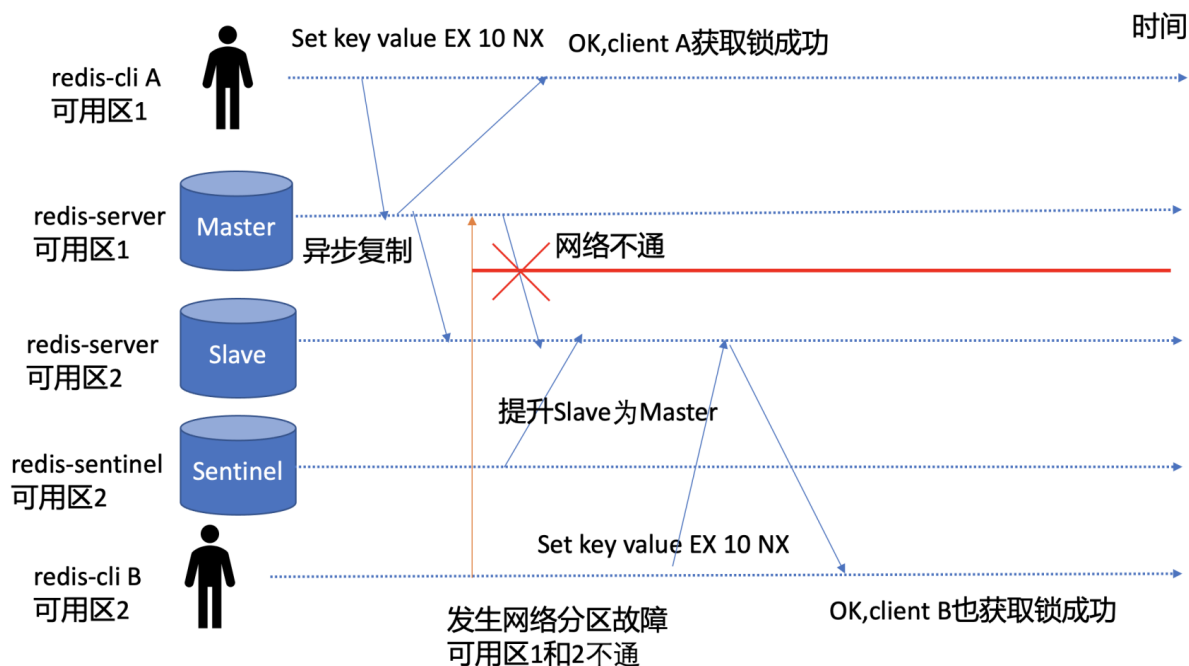 时间
Set key value EX 10 NX
OK,client A获取锁成功
redis-cli A
可用区1
redis-server
可用区1
Master
异步复制
网络不通
redis-server
可用区2
Slave
提升Slave为Master
redis-sentinel
可用区2
Sentinel
Set key value EX 10 NX
redis-cli B
可用区2
OK,client B也获取锁成功
发生网络分区故障
可用区1和2不通